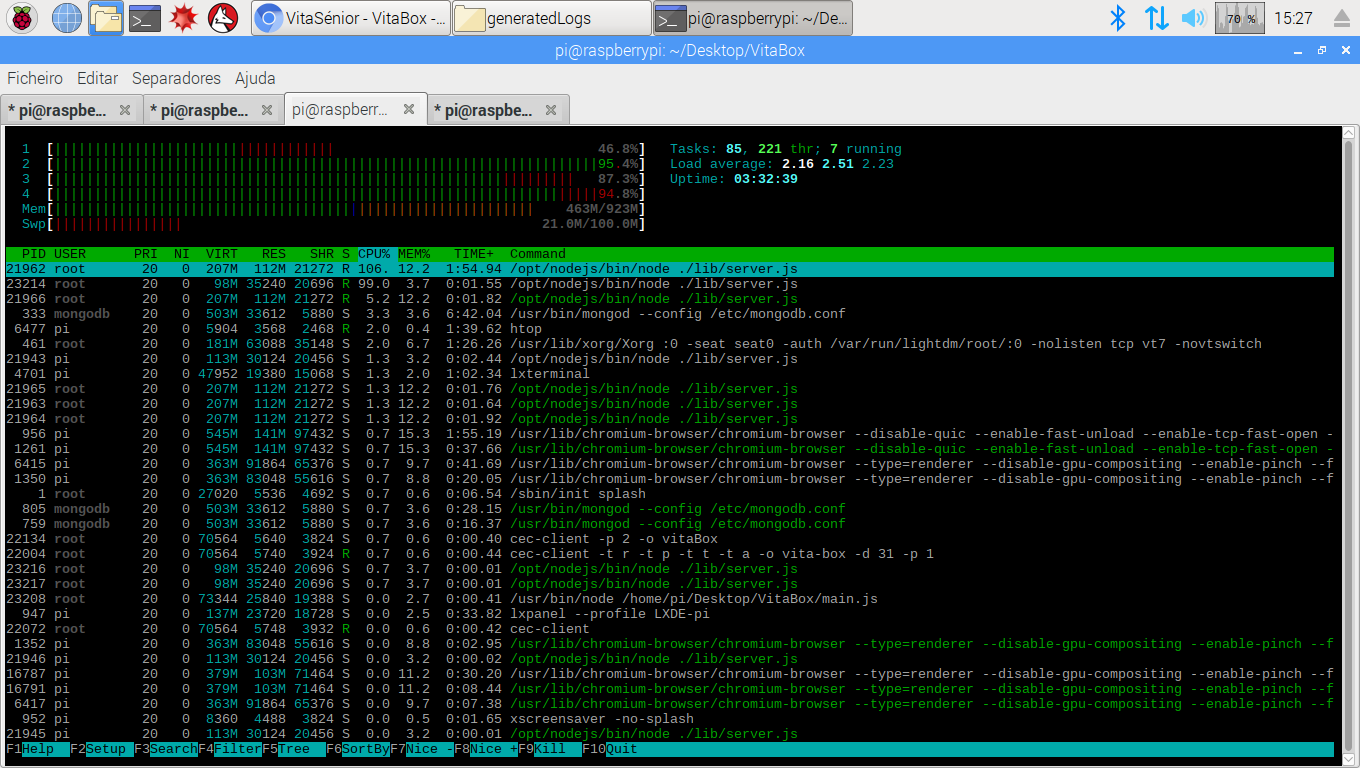 VitaSénior - VitaBox -...
generatedLogs
pi@raspberrypi: ~/De...
70 %
15:27
pi@raspberrypi: ~/Desktop/VitaBox
Ficheiro Editar Separadores Ajuda
* pi@raspbe... * pi@raspbe... pi@raspberr... * pi@raspbe...
1 [||||||||||||||||||||||||||||||||||| 46.8%] Tasks: 85, 221 thr; 7 running
2 [||||||||||||||||||||||||||||||||||||||||||||||||||||||||||||||||||||95.4%] Load average: 2.16 2.51 2.23
3 [||||||||||||||||||||||||||||||||||||||||||||||||||||||||||||||||| 87.3%] Uptime: 03:32:39
4 [||||||||||||||||||||||||||||||||||||||||||||||||||||||||||||||||||||94.8%]
Mem[|||||||||||||||||||||||||||||||||||||||||||||||||||||||||||| 463M/923M]
Swp[|||||||||||||||| 21.0M/100.0M]
PID USER PRI NI VIRT RES SHR S CPU% MEM% TIME+ Command
21962 root 20 0 207M 112M 21272 R 106. 12.2 1:54.94 /opt/nodejs/bin/node ./lib/server.js
23214 root 20 0 98M 35240 20696 R 99.0 3.7 0:01.55 /opt/nodejs/bin/node ./lib/server.js
21966 root 20 0 207M 112M 21272 R 5.2 12.2 0:01.82 /opt/nodejs/bin/node ./lib/server.js
333 mongodb 20 0 503M 33612 5880 S 3.3 3.6 6:42.04 /usr/bin/mongod --config /etc/mongodb.conf
6477 pi 20 0 5904 3568 2468 R 2.0 0.4 1:39.62 htop
461 root 20 0 181M 63088 35148 S 2.0 6.7 1:26.26 /usr/lib/xorg/Xorg :0 -seat seat0 -auth /var/run/lightdm/root/:0 -nolisten tcp vt7 -novtswitch
21943 pi 20 0 113M 30124 20456 S 1.3 3.2 0:02.44 /opt/nodejs/bin/node ./lib/server.js
4701 pi 20 0 47952 19380 15068 S 1.3 2.0 1:02.34 lxterminal
21965 root 20 0 207M 112M 21272 S 1.3 12.2 0:01.76 /opt/nodejs/bin/node ./lib/server.js
21963 root 20 0 207M 112M 21272 S 1.3 12.2 0:01.64 /opt/nodejs/bin/node ./lib/server.js
21964 root 20 0 207M 112M 21272 S 1.3 12.2 0:01.92 /opt/nodejs/bin/node ./lib/server.js
956 pi 20 0 545M 141M 97432 S 0.7 15.3 1:55.19 /usr/lib/chromium-browser/chromium-browser --disable-quic --enable-fast-unload --enable-tcp-fast-open -
1261 pi 20 0 545M 141M 97432 S 0.7 15.3 0:37.66 /usr/lib/chromium-browser/chromium-browser --disable-quic --enable-fast-unload --enable-tcp-fast-open -
6415 pi 20 0 363M 91864 65376 S 0.7 9.7 0:41.69 /usr/lib/chromium-browser/chromium-browser --type=renderer --disable-gpu-compositing --enable-pinch --f
1350 pi 20 0 363M 83048 55616 S 0.7 8.8 0:20.05 /usr/lib/chromium-browser/chromium-browser --type=renderer --disable-gpu-compositing --enable-pinch --f
1 root 20 0 27020 5536 4692 S 0.7 0.6 0:06.54 /sbin/init splash
805 mongodb 20 0 503M 33612 5880 S 0.7 3.6 0:28.15 /usr/bin/mongod --config /etc/mongodb.conf
759 mongodb 20 0 503M 33612 5880 S 0.7 3.6 0:16.37 /usr/bin/mongod --config /etc/mongodb.conf
22134 root 20 0 70564 5640 3824 S 0.7 0.6 0:00.40 cec-client -p 2 -o vitaBox
22004 root 20 0 70564 5740 3924 R 0.7 0.6 0:00.44 cec-client -t r -t p -t t -t a -o vita-box -d 31 -p 1
23216 root 20 0 98M 35240 20696 S 0.7 3.7 0:00.01 /opt/nodejs/bin/node ./lib/server.js
23217 root 20 0 98M 35240 20696 S 0.7 3.7 0:00.01 /opt/nodejs/bin/node ./lib/server.js
23208 root 20 0 73344 25840 19388 S 0.0 2.7 0:00.41 /usr/bin/node /home/pi/Desktop/VitaBox/main.js
947 pi 20 0 137M 23720 18728 S 0.0 2.5 0:33.82 lxpanel --profile LXDE-pi
22072 root 20 0 70564 5748 3932 R 0.0 0.6 0:00.42 cec-client
1352 pi 20 0 363M 83048 55616 S 0.0 8.8 0:02.95 /usr/lib/chromium-browser/chromium-browser --type=renderer --disable-gpu-compositing --enable-pinch --f
21946 pi 20 0 113M 30124 20456 S 0.0 3.2 0:00.02 /opt/nodejs/bin/node ./lib/server.js
16787 pi 20 0 379M 103M 71464 S 0.0 11.2 0:30.20 /usr/lib/chromium-browser/chromium-browser --type=renderer --disable-gpu-compositing --enable-pinch --f
16791 pi 20 0 379M 103M 71464 S 0.0 11.2 0:08.44 /usr/lib/chromium-browser/chromium-browser --type=renderer --disable-gpu-compositing --enable-pinch --f
6417 pi 20 0 363M 91864 65376 S 0.0 9.7 0:07.38 /usr/lib/chromium-browser/chromium-browser --type=renderer --disable-gpu-compositing --enable-pinch --f
952 pi 20 0 8360 4488 3824 S 0.0 0.5 0:01.65 xscreensaver -no-splash
21945 pi 20 0 113M 30124 20456 S 0.0 3.2 0:00.01 /opt/nodejs/bin/node ./lib/server.js
F1Help F2Setup F3SearchF4FilterF5Tree F6SortByF7Nice -F8Nice +F9Kill F10Quit